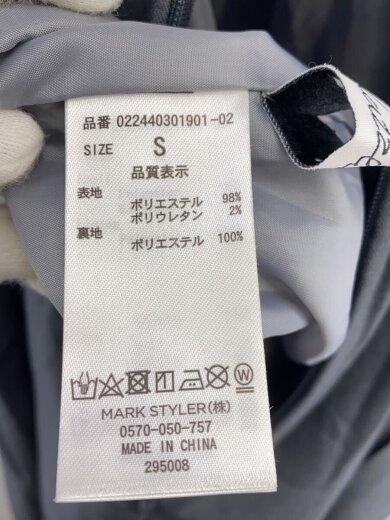 品番 022440301901-02
SIZE S
品質表示
表地
ポリエステル 98%
ポリウレタン 2%
裏地
ポリエステル 100%
W
MARK STYLER(株)
0570-050-757
MADE IN CHINA
295008